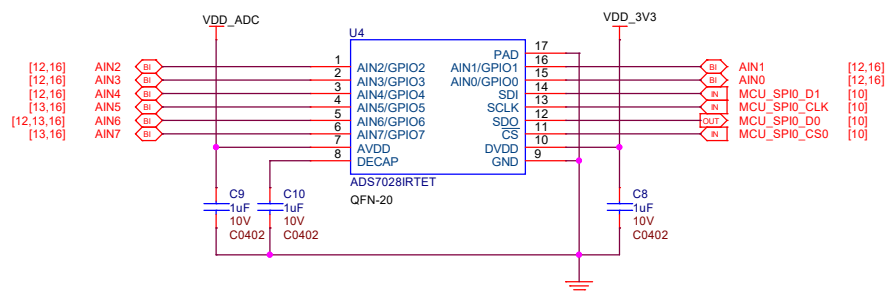 VDD_ADC VDD_3V3
U4
PAD 17
[12,16] AIN2 BI 1 AIN2/GPIO2 AIN1/GPIO1 16 BI AIN1 [12,16]
[12,16] AIN3 BI 2 AIN3/GPIO3 AIN0/GPIO0 15 BI AIN0 [12,16]
[12,16] AIN4 BI 3 AIN4/GPIO4 SDI 14 IN MCU_SPI0_D1 [10]
[13,16] AIN5 BI 4 AIN5/GPIO5 SCLK 13 IN MCU_SPI0_CLK [10]
[12,13,16] AIN6 BI 5 AIN6/GPIO6 SDO 12 OUT MCU_SPI0_D0 [10]
[13,16] AIN7 BI 6 AIN7/GPIO7 CS 11 IN MCU_SPI0_CS0 [10]
7 AVDD DVDD 10
8 DECAP GND 9
ADS7028IRTET
QFN-20
C9 C10 C8
1uF 1uF 1uF
10V 10V 10V
C0402 C0402 C0402